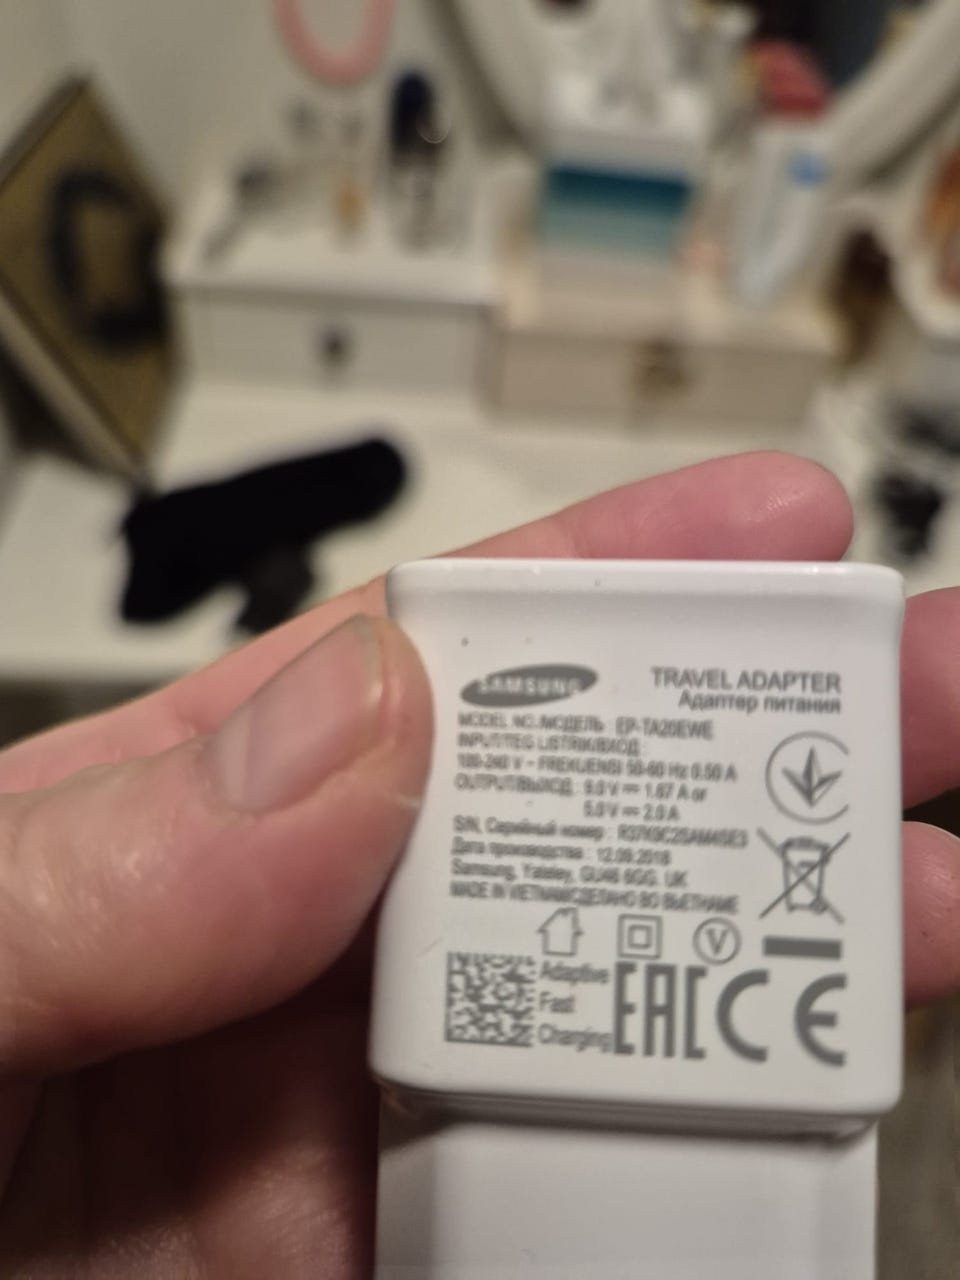 SAMSUNG
TRAVEL ADAPTER
Адаптер питания
MODEL NO./МОДЕЛЬ : EP-TA20EWE
INPUT/TEG LISTRIK/ВХОД :
100-240 V ~ FREKUENSI 50-60 Hz 0.50 A
OUTPUT/ВЫХОД : 9.0 V ⎓ 1.67 A or
5.0 V ⎓ 2.0 A
S/N, Серийный номер :
Дата производства : 12.09.2018
Samsung, Yateley, GU46 6GG. UK
MADE IN VIETNAM/СДЕЛАНО ВО ВЬЕТНАМЕ
V
Adaptive
Fast
Charging
EAC CE